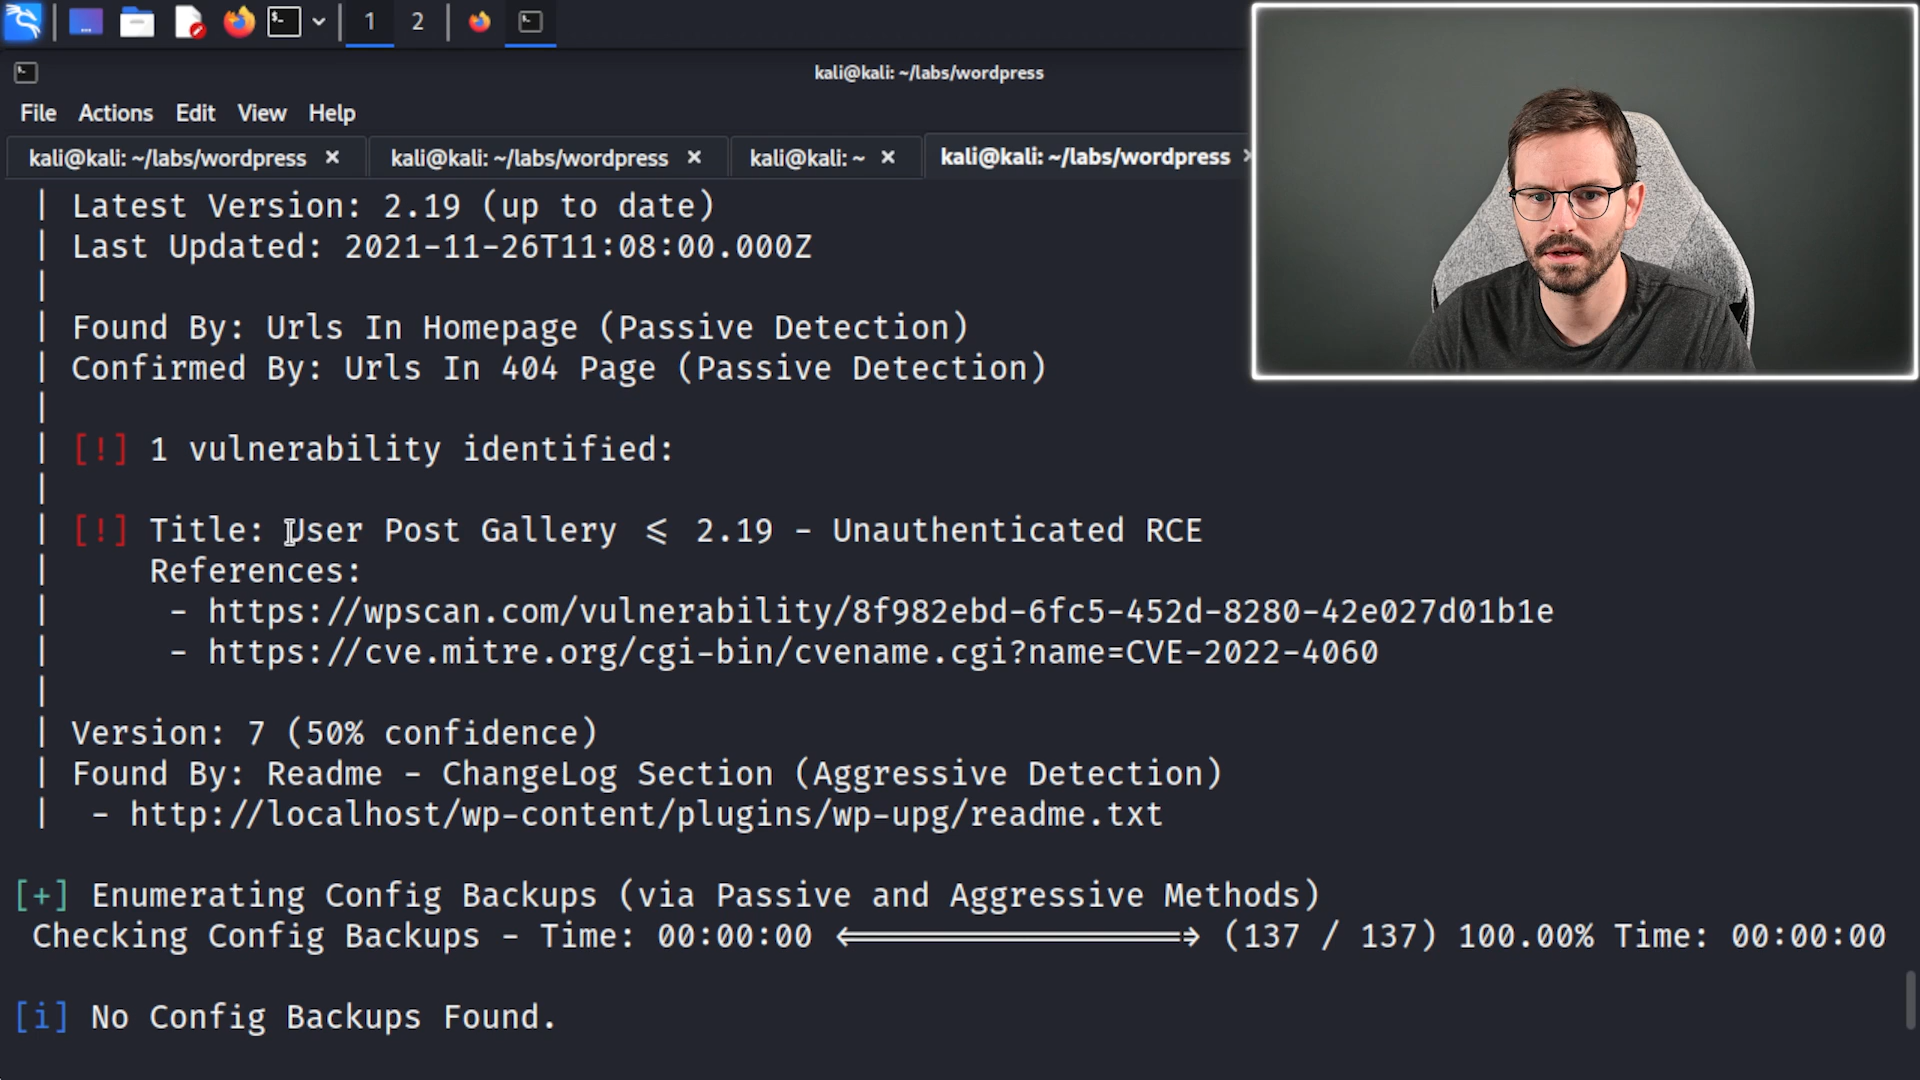 1
2
kali@kali: ~/labs/wordpress
File Actions Edit View Help
kali@kali: ~/labs/wordpress × kali@kali: ~/labs/wordpress × kali@kali: ~ × kali@kali: ~/labs/wordpress ×
| Latest Version: 2.19 (up to date)
| Last Updated: 2021-11-26T11:08:00.000Z
|
| Found By: Urls In Homepage (Passive Detection)
| Confirmed By: Urls In 404 Page (Passive Detection)
|
| [!] 1 vulnerability identified:
|
| [!] Title: User Post Gallery ≤ 2.19 - Unauthenticated RCE
| References:
| - https://wpscan.com/vulnerability/8f982ebd-6fc5-452d-8280-42e027d01b1e
| - https://cve.mitre.org/cgi-bin/cvename.cgi?name=CVE-2022-4060
|
| Version: 7 (50% confidence)
| Found By: Readme - ChangeLog Section (Aggressive Detection)
| - http://localhost/wp-content/plugins/wp-upg/readme.txt
[+] Enumerating Config Backups (via Passive and Aggressive Methods)
Checking Config Backups - Time: 00:00:00 <==================> (137 / 137) 100.00% Time: 00:00:00
[i] No Config Backups Found.